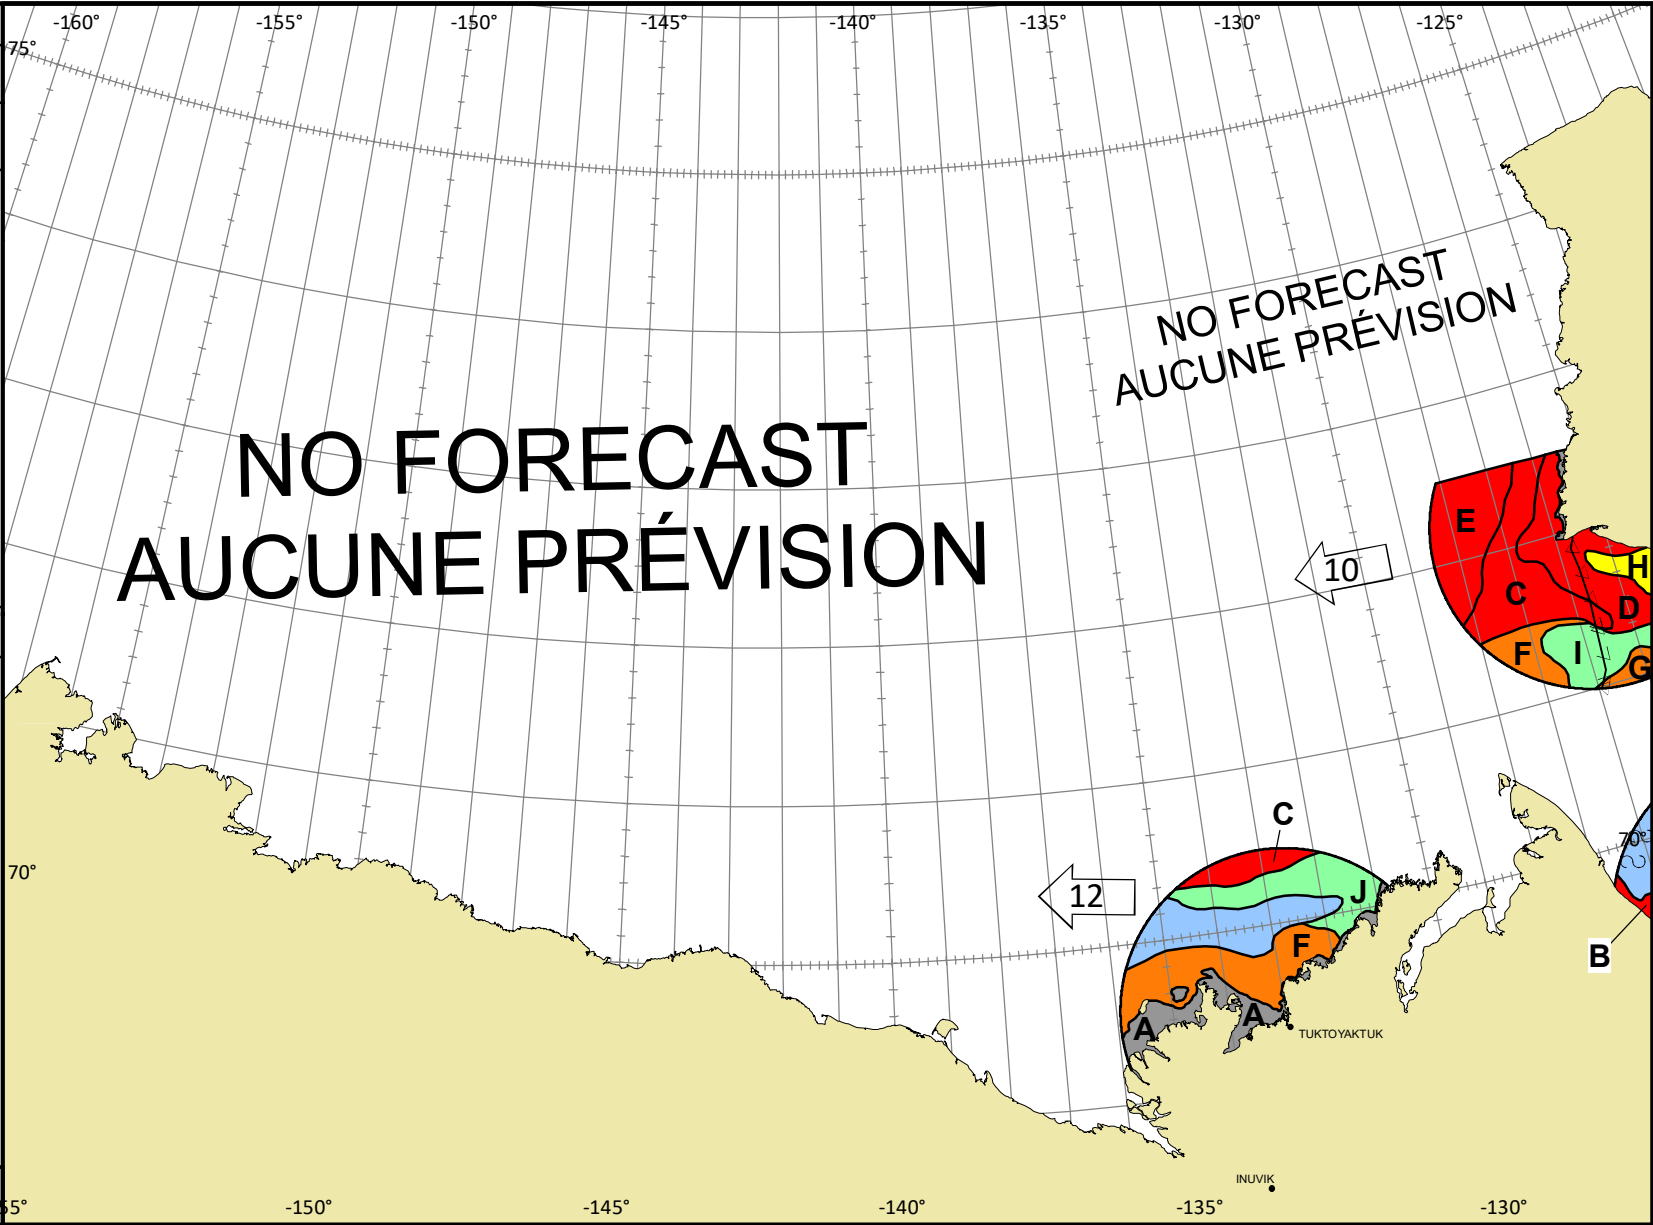 -160° -155° -150° -145° -140° -135° -130° -125°
75°
NO FORECAST
AUCUNE PRÉVISION
NO FORECAST
AUCUNE PRÉVISION
E
10
H
C
D
F
I
G
C
70°
70°
12
J
F
B
A
A
TUKTOYAKTUK
INUVIK
55° -150° -145° -140° -135° -130°